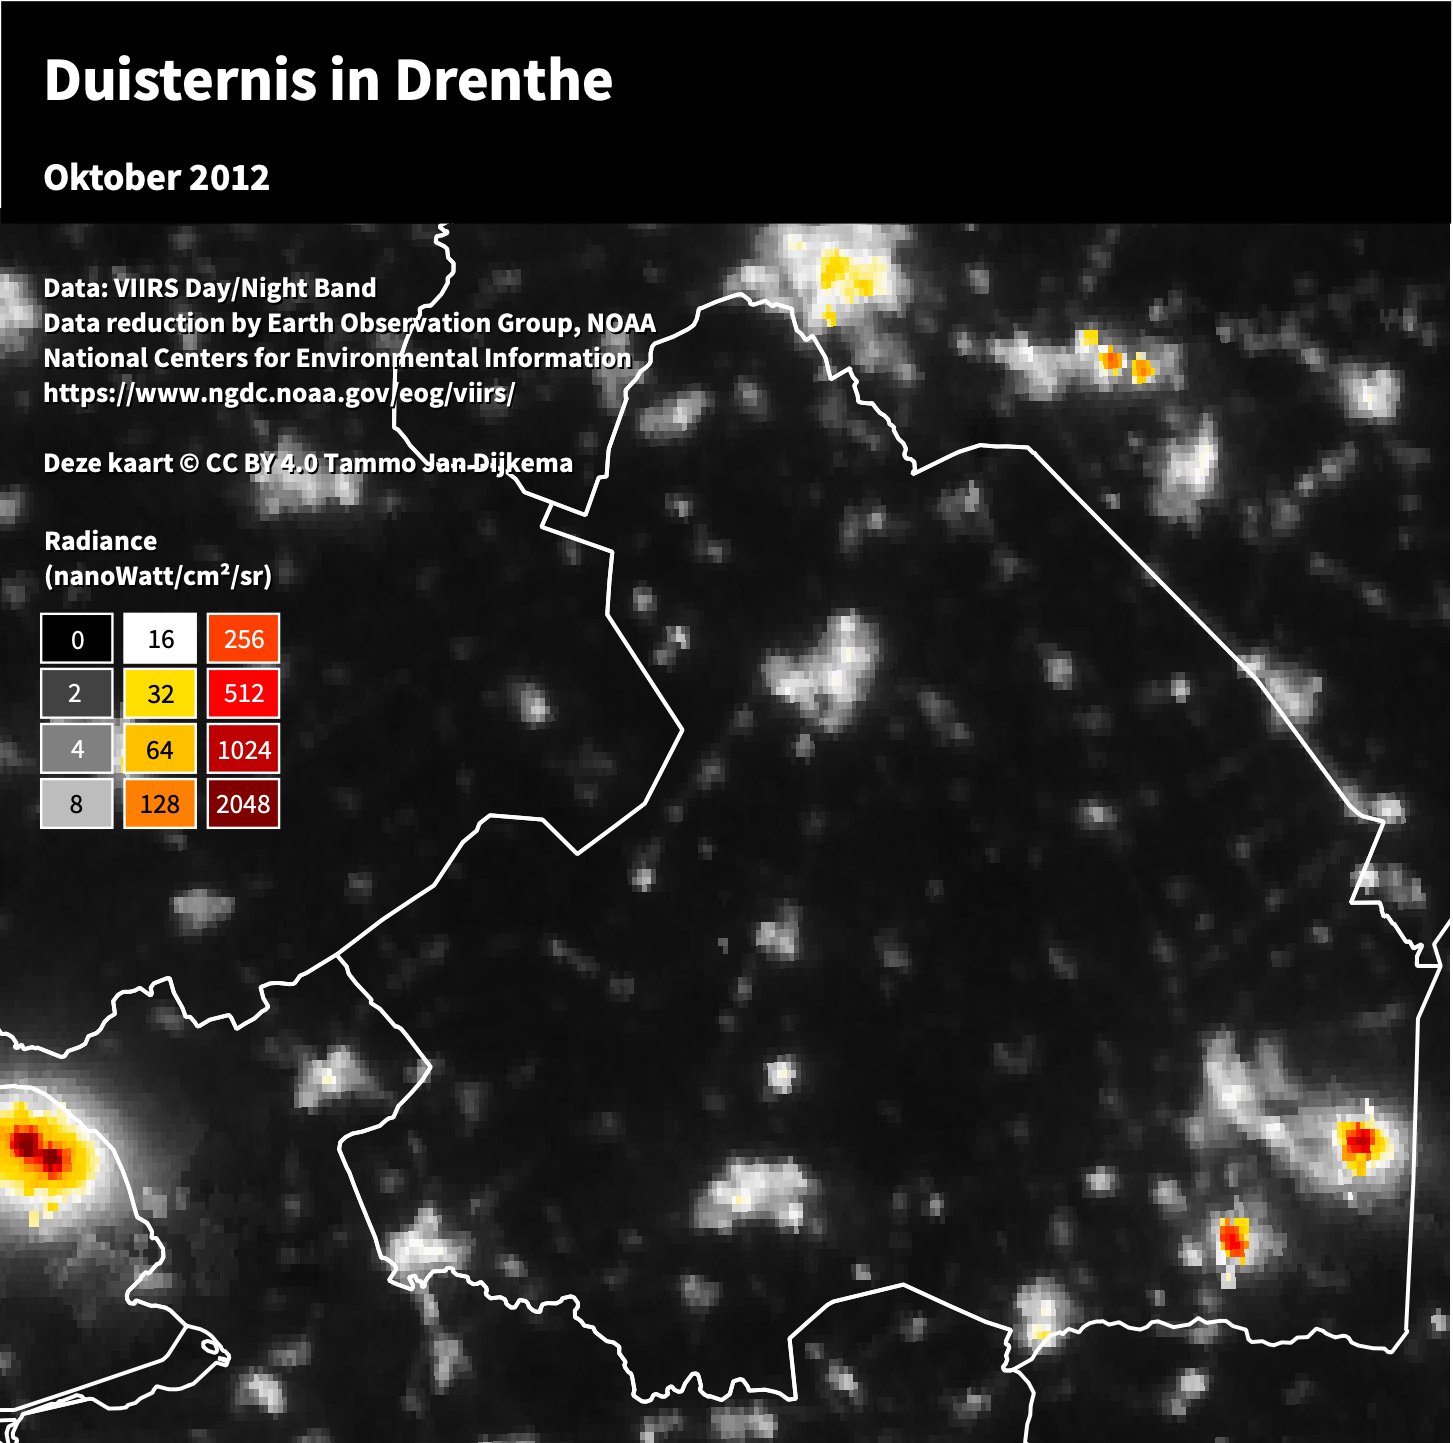 Duisternis in Drenthe
Oktober 2012
Data: VIIRS Day/Night Band
Data reduction by Earth Observation Group, NOAA
National Centers for Environmental Information
https://www.ngdc.noaa.gov/eog/viirs/
Deze kaart © CC BY 4.0 Tammo Jan Dijkema
Radiance
(nanoWatt/cm²/sr)
0 16 256
2 32 512
4 64 1024
8 128 2048